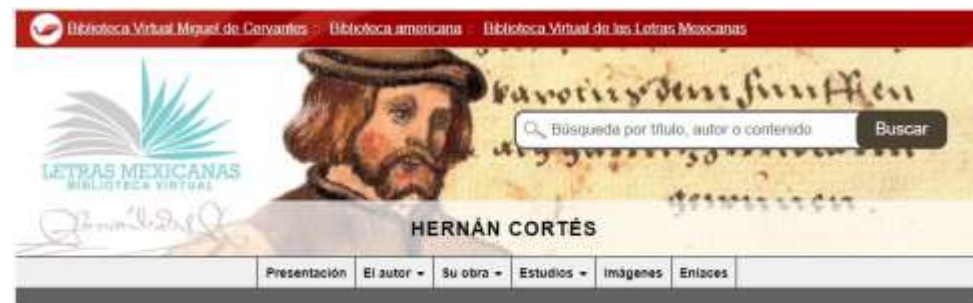 Biblioteca Virtual Miguel de Cervantes :: Biblioteca americana :: Biblioteca Virtual de las Letras Mexicanas
Búsqueda por título, autor o contenido Buscar
LETRAS MEXICANAS
BIBLIOTECA VIRTUAL
HERNÁN CORTÉS
Presentación El autor Su obra Estudios Imágenes Enlaces